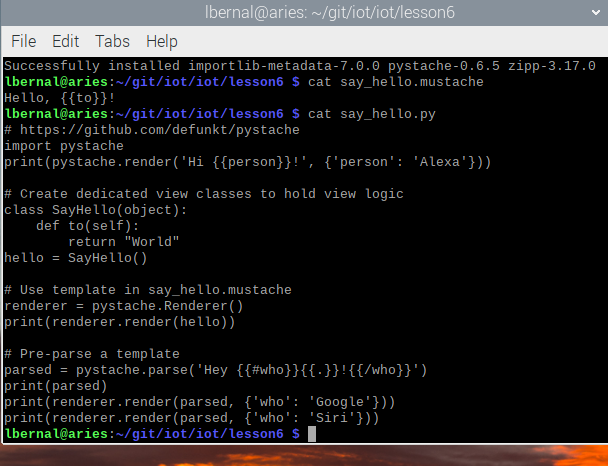 lbernal@aries: ~/git/iot/iot/lesson6
File Edit Tabs Help
Successfully installed importlib-metadata-7.0.0 pystache-0.6.5 zipp-3.17.0
lbernal@aries:~/git/iot/iot/lesson6 $ cat say_hello.mustache
Hello, {{to}}!
lbernal@aries:~/git/iot/iot/lesson6 $ cat say_hello.py
# https://github.com/defunkt/pystache
import pystache
print(pystache.render('Hi {{person}}!', {'person': 'Alexa'}))

# Create dedicated view classes to hold view logic
class SayHello(object):
    def to(self):
        return "World"
hello = SayHello()

# Use template in say_hello.mustache
renderer = pystache.Renderer()
print(renderer.render(hello))

# Pre-parse a template
parsed = pystache.parse('Hey {{#who}}{{.}}!{{/who}}')
print(parsed)
print(renderer.render(parsed, {'who': 'Google'}))
print(renderer.render(parsed, {'who': 'Siri'}))
lbernal@aries:~/git/iot/iot/lesson6 $